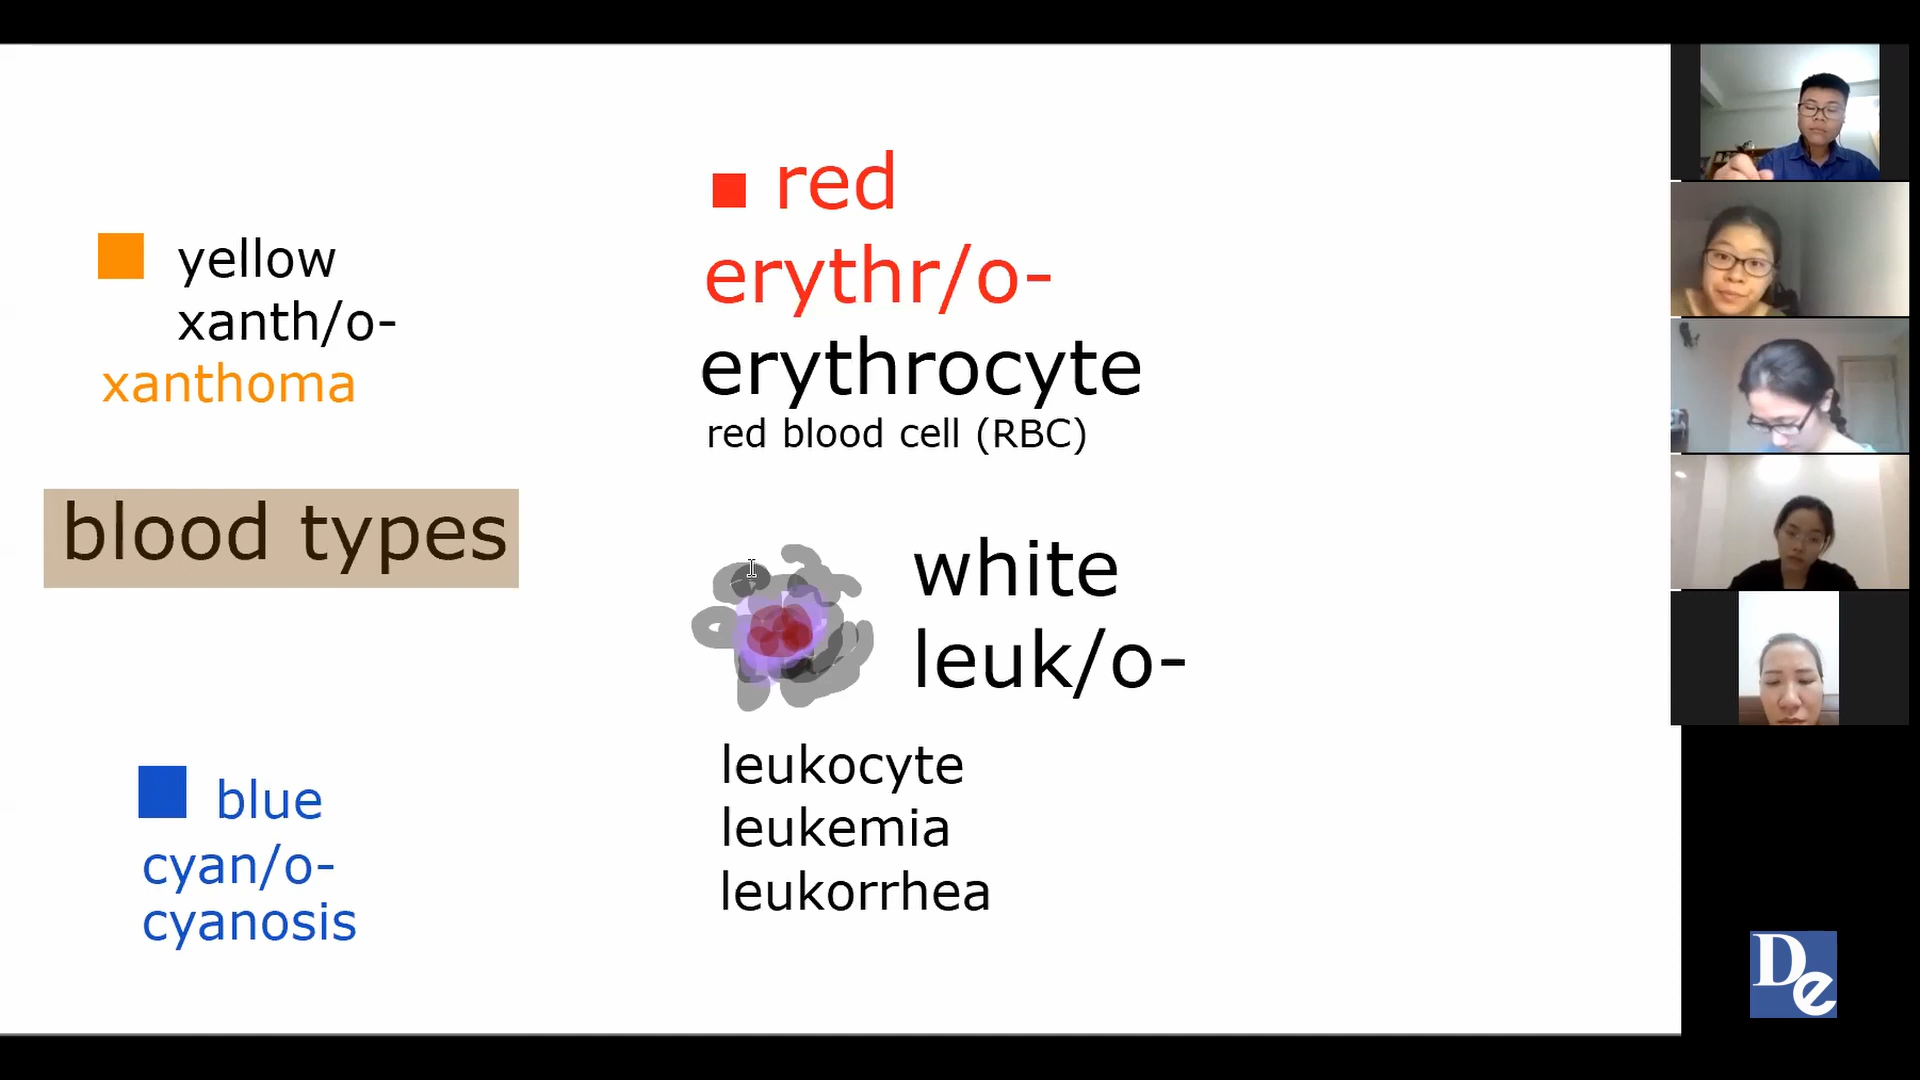 yellow
xanth/o-
xanthoma
blood types
blue
cyan/o-
cyanosis
red
erythr/o-
erythrocyte
red blood cell (RBC)
white
leuk/o-
leukocyte
leukemia
leukorrhea
De